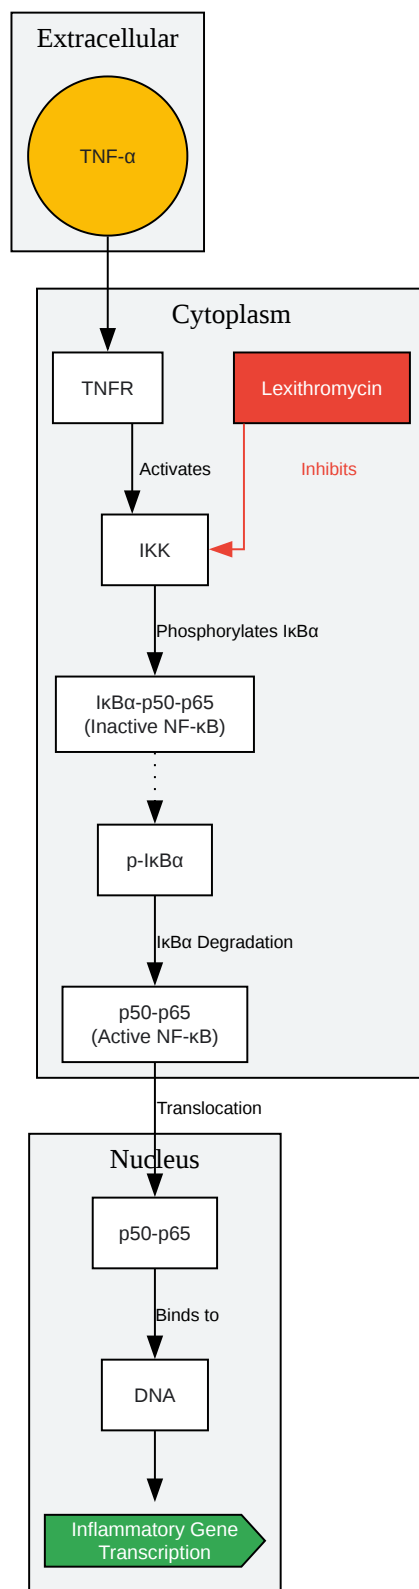 Extracellular
TNF-α
Cytoplasm
TNFR
Lexithromycin
Activates
Inhibits
IKK
Phosphorylates IκBα
IκBα-p50-p65
(Inactive NF-κB)
p-IκBα
IκBα Degradation
p50-p65
(Active NF-κB)
Translocation
Nucleus
p50-p65
Binds to
DNA
Inflammatory Gene
Transcription